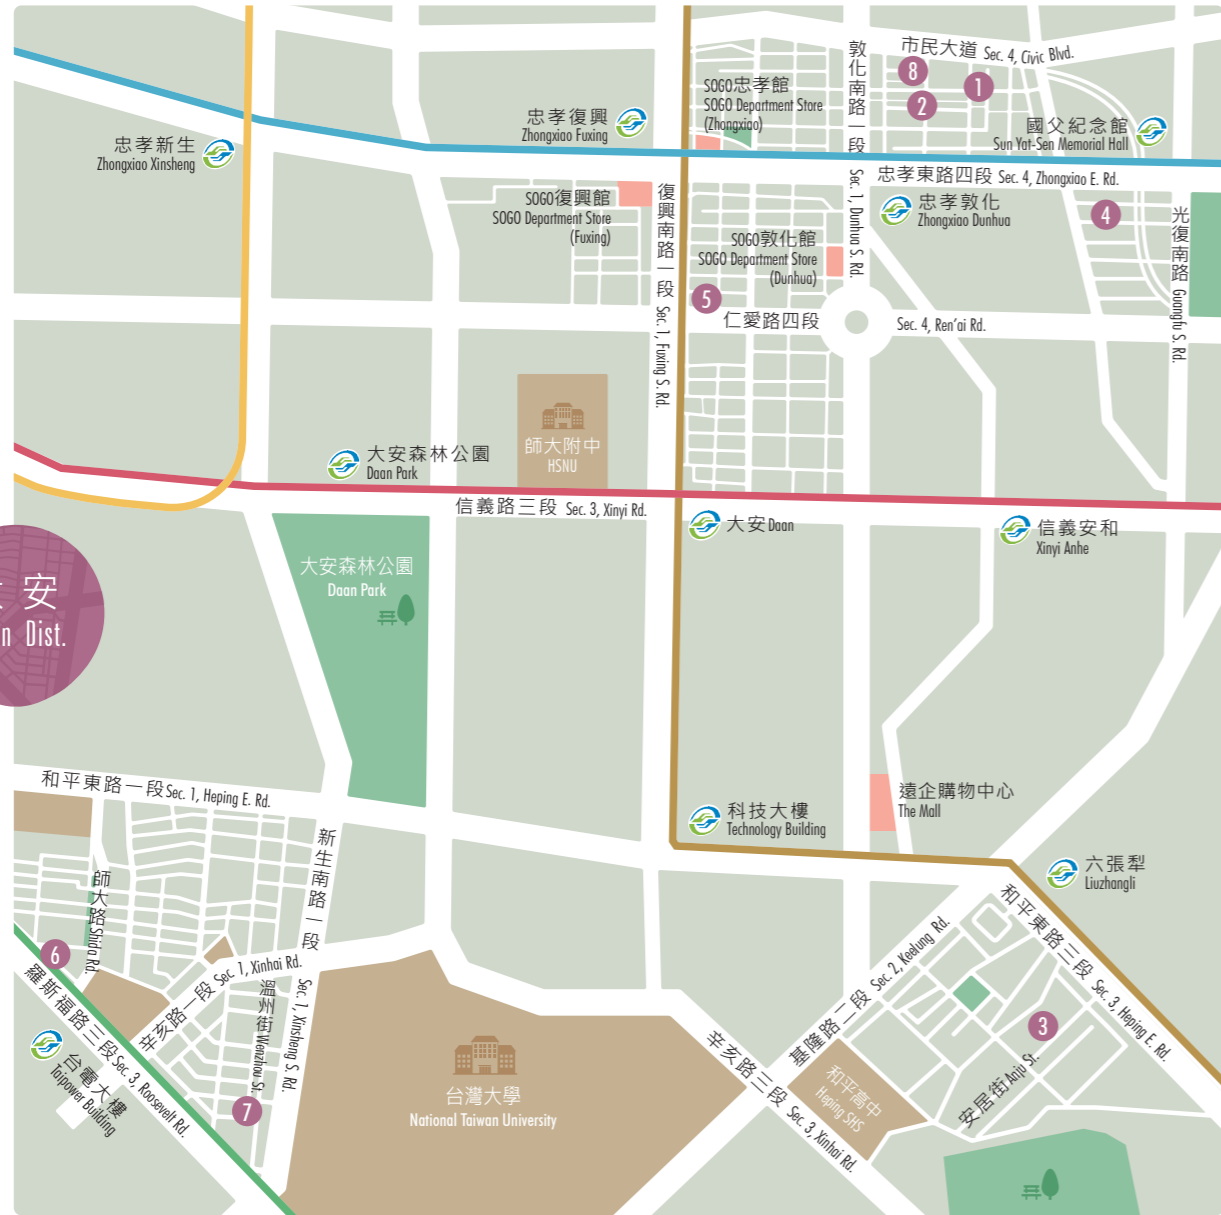 市民大道 Sec. 4, Civic Blvd.
8
1
2
敦化南路一段 Sec. 1, Dunhua S. Rd.
SOGO忠孝館
SOGO Department Store
(Zhongxiao)
忠孝復興
Zhongxiao Fuxing
忠孝新生
Zhongxiao Xinsheng
國父紀念館
Sun Yat-Sen Memorial Hall
忠孝東路四段 Sec. 4, Zhongxiao E. Rd.
忠孝敦化
Zhongxiao Dunhua
4
光復南路 Guangfu S. Rd.
SOGO復興館
SOGO Department Store
(Fuxing)
復興南路一段 Sec. 1, Fuxing S. Rd.
SOGO敦化館
SOGO Department Store
(Dunhua)
5
仁愛路四段
Sec. 4, Ren'ai Rd.
師大附中
HSNU
大安森林公園
Daan Park
信義路三段 Sec. 3, Xinyi Rd.
大安 Daan
信義安和
Xinyi Anhe
大安森林公園
Daan Park
安
n Dist.
和平東路一段 Sec. 1, Heping E. Rd.
遠企購物中心
The Mall
科技大樓
Technology Building
六張犁
Liuzhangli
新生南路一段 Sec. 1, Xinsheng S. Rd.
師大路 Shida Rd.
6
羅斯福路三段 Sec. 3, Roosevelt Rd.
辛亥路一段 Sec. 1, Xinhai Rd.
溫州街 Wenzhou St.
7
台電大樓
Taipower Building
台灣大學
National Taiwan University
和平東路三段 Sec. 3, Heping E. Rd.
基隆路二段 Sec. 2, Keelung Rd.
3
安居街 Anju St.
和平高中
Heping SHS
辛亥路三段 Sec. 3, Xinhai Rd.